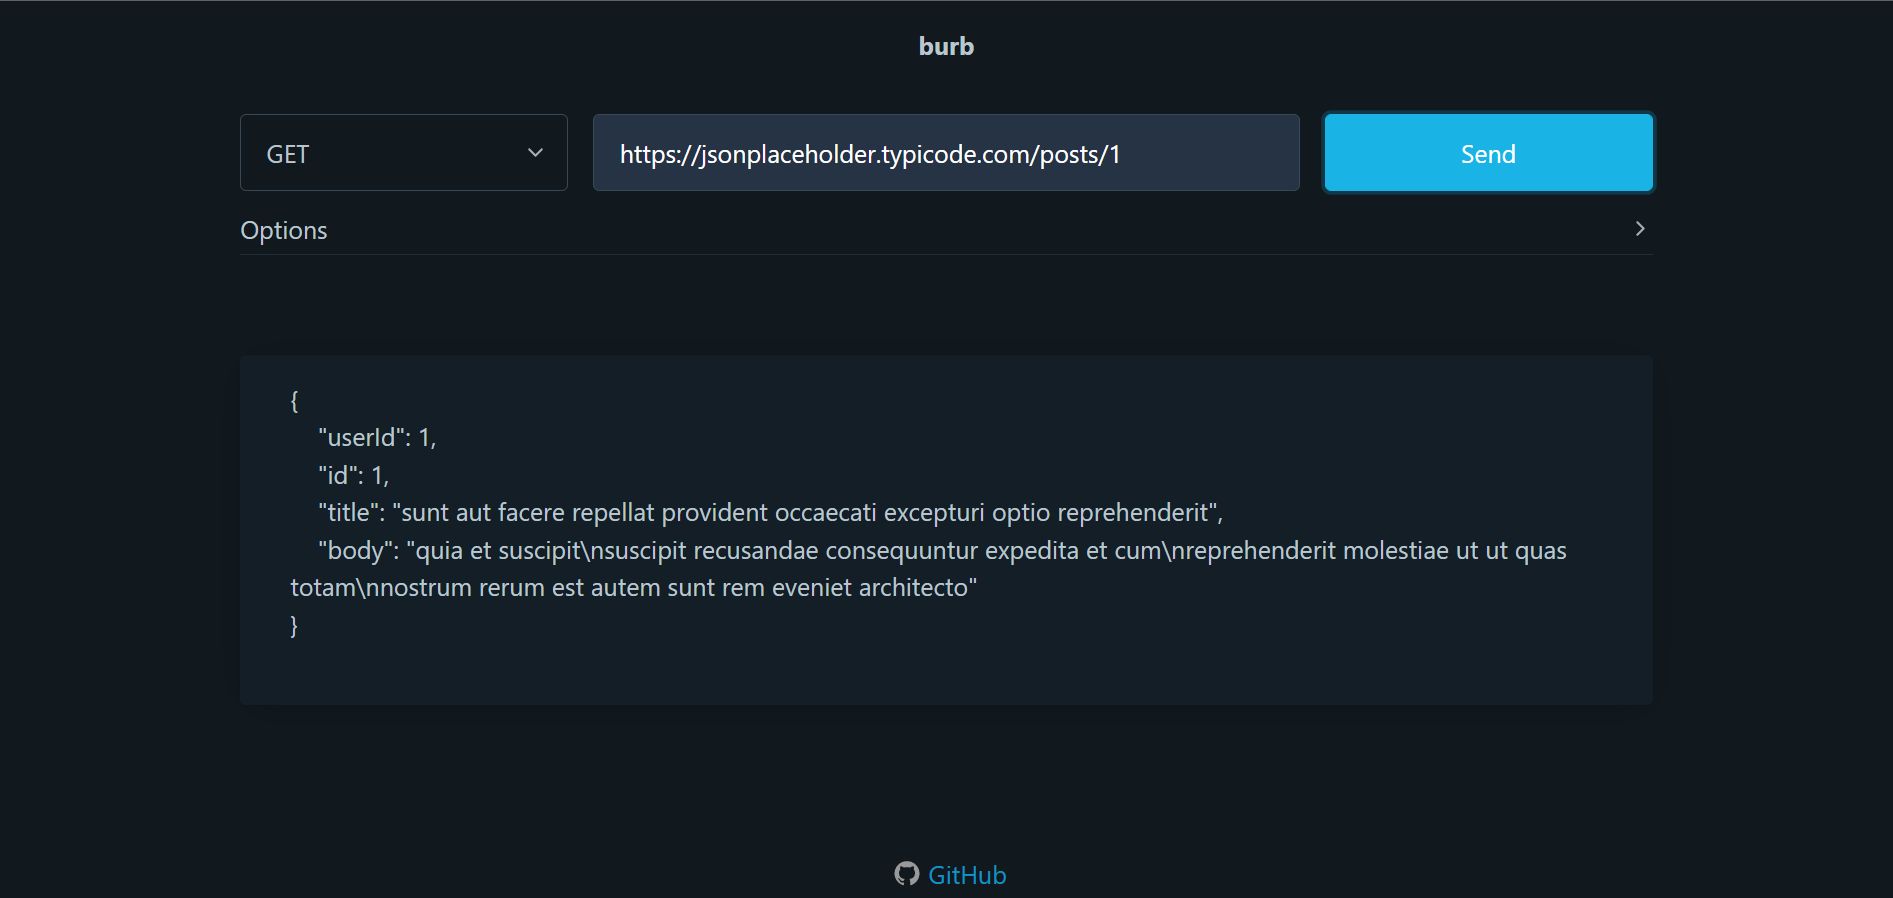 burb
GET
https://jsonplaceholder.typicode.com/posts/1
Send
Options
{
"userId": 1,
"id": 1,
"title": "sunt aut facere repellat provident occaecati excepturi optio reprehenderit",
"body": "quia et suscipit\nsuscipit recusandae consequuntur expedita et cum\nreprehenderit molestiae ut ut quas
totam\nnostrum rerum est autem sunt rem eveniet architecto"
}
GitHub